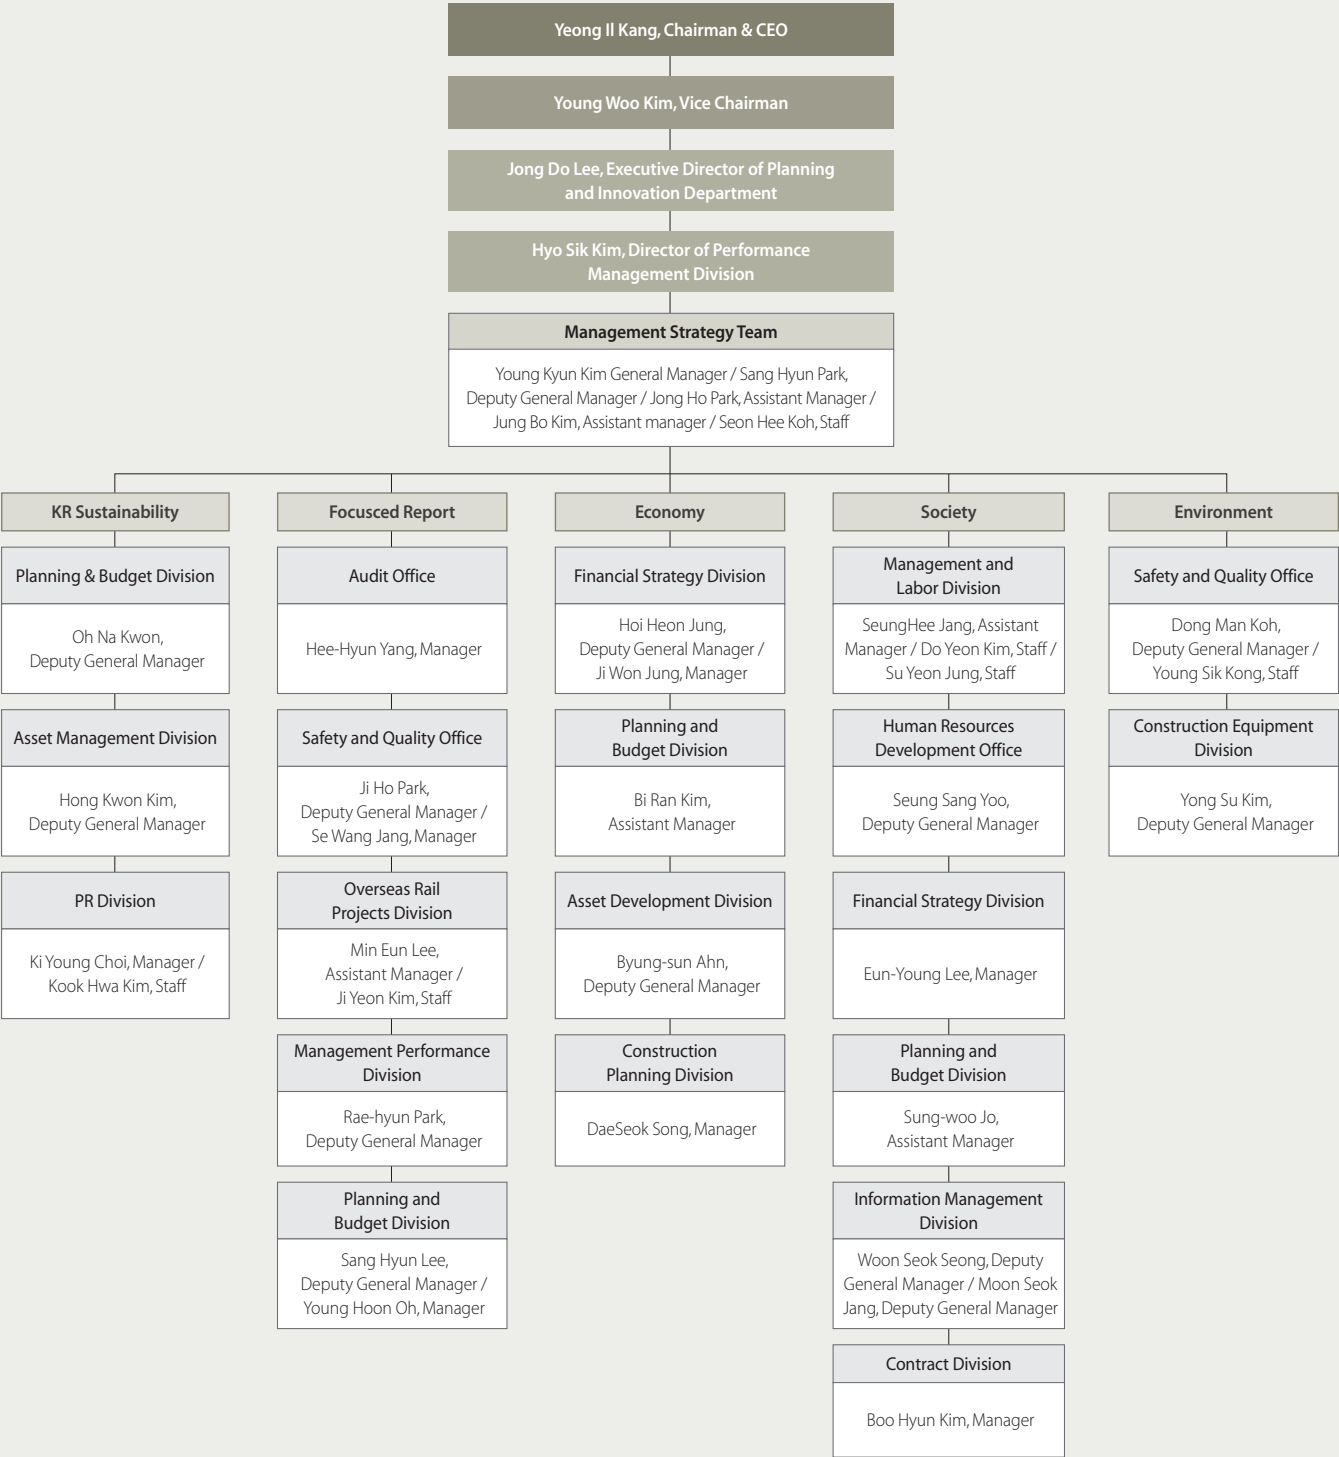 Yeong Il Kang, Chairman & CEO
Young Woo Kim, Vice Chairman
Jong Do Lee, Executive Director of Planning
and Innovation Department
Hyo Sik Kim, Director of Performance
Management Division
Management Strategy Team
Young Kyun Kim General Manager / Sang Hyun Park,
Deputy General Manager / Jong Ho Park, Assistant Manager /
Jung Bo Kim, Assistant manager / Seon Hee Koh, Staff
KR Sustainability
Planning & Budget Division
Oh Na Kwon,
Deputy General Manager
Asset Management Division
Hong Kwon Kim,
Deputy General Manager
PR Division
Ki Young Choi, Manager /
Kook Hwa Kim, Staff
Focusced Report
Audit Office
Hee-Hyun Yang, Manager
Safety and Quality Office
Ji Ho Park,
Deputy General Manager /
Se Wang Jang, Manager
Overseas Rail
Projects Division
Min Eun Lee,
Assistant Manager /
Ji Yeon Kim, Staff
Management Performance
Division
Rae-hyun Park,
Deputy General Manager
Planning and
Budget Division
Sang Hyun Lee,
Deputy General Manager /
Young Hoon Oh, Manager
Economy
Financial Strategy Division
Hoi Heon Jung,
Deputy General Manager /
Ji Won Jung, Manager
Planning and
Budget Division
Bi Ran Kim,
Assistant Manager
Asset Development Division
Byung-sun Ahn,
Deputy General Manager
Construction
Planning Division
DaeSeok Song, Manager
Society
Management and
Labor Division
SeungHee Jang, Assistant
Manager / Do Yeon Kim, Staff /
Su Yeon Jung, Staff
Human Resources
Development Office
Seung Sang Yoo,
Deputy General Manager
Financial Strategy Division
Eun-Young Lee, Manager
Planning and
Budget Division
Sung-woo Jo,
Assistant Manager
Information Management
Division
Woon Seok Seong, Deputy
General Manager / Moon Seok
Jang, Deputy General Manager
Contract Division
Boo Hyun Kim, Manager
Environment
Safety and Quality Office
Dong Man Koh,
Deputy General Manager /
Young Sik Kong, Staff
Construction Equipment
Division
Yong Su Kim,
Deputy General Manager